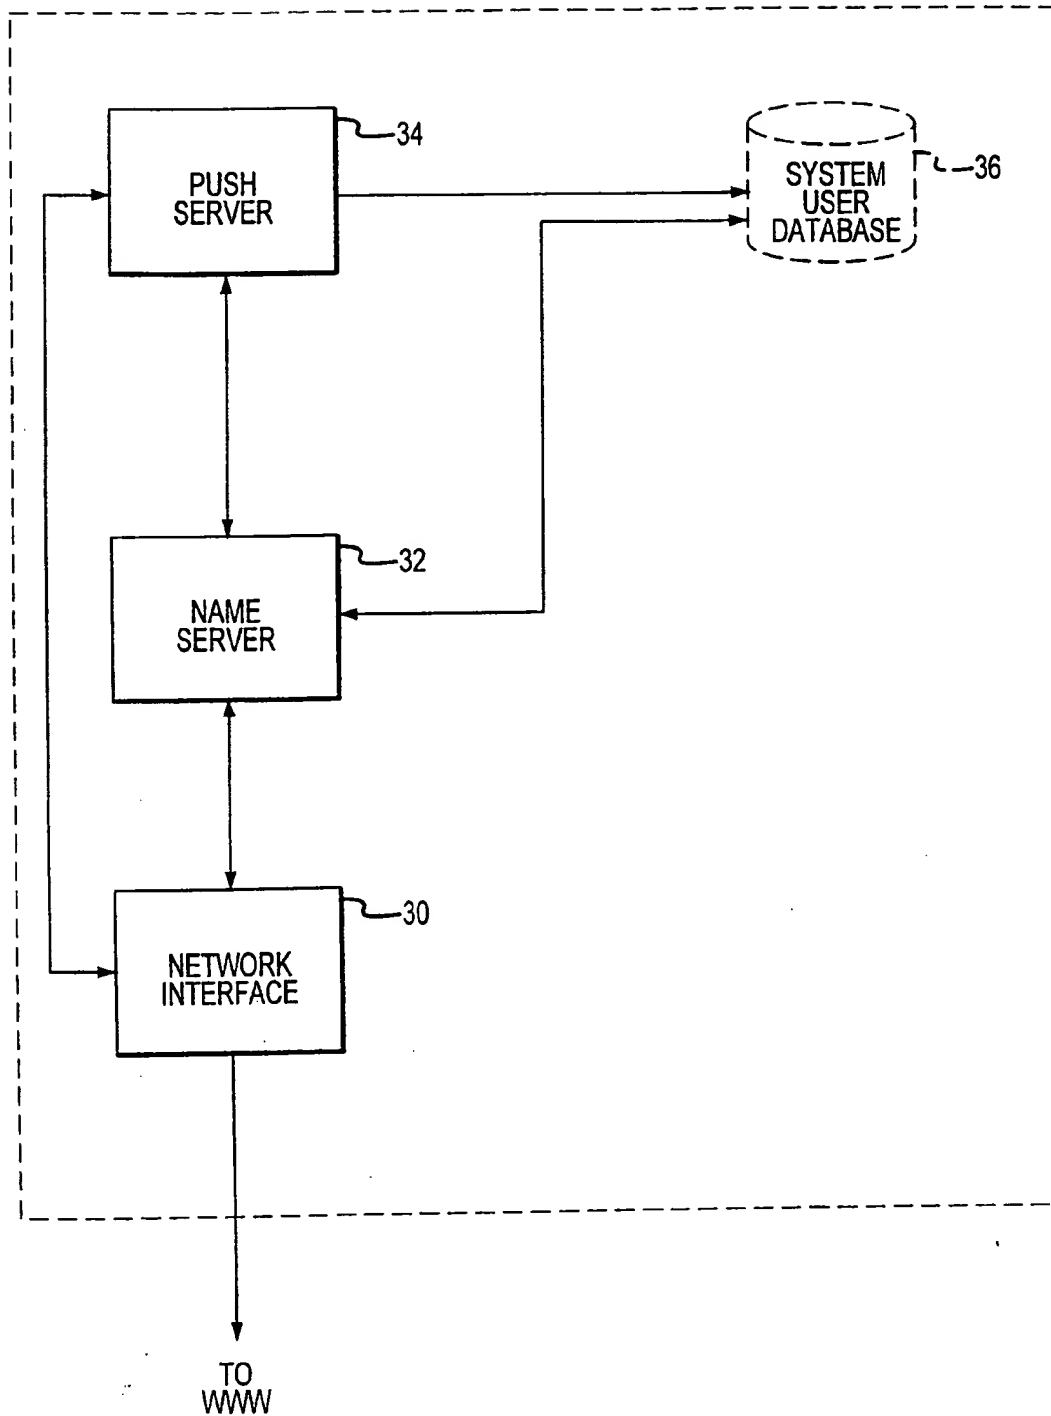 PUSH
SERVER
34
SYSTEM
USER
DATABASE
36
NAME
SERVER
32
NETWORK
INTERFACE
30
TO
WWW